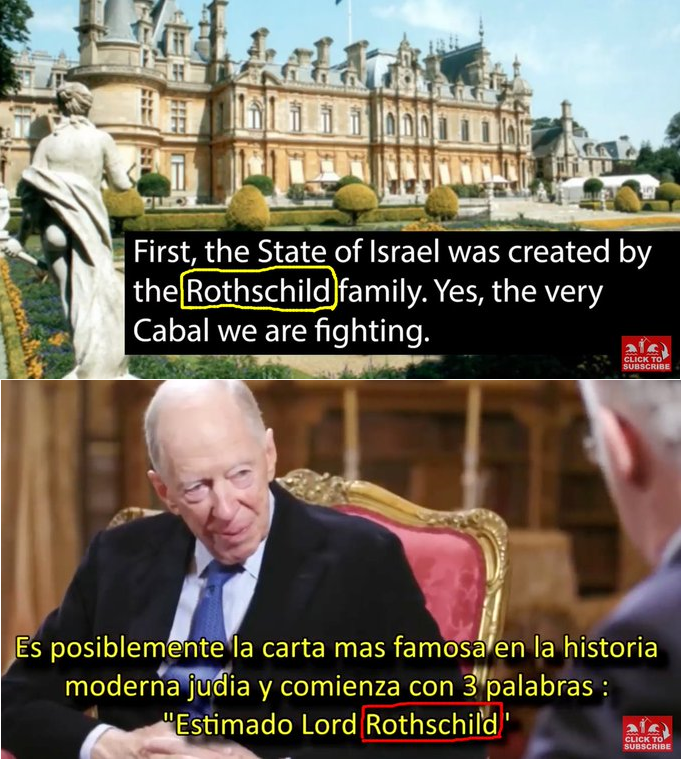 First, the State of Israel was created by
the Rothschild family. Yes, the very
Cabal we are fighting.
CLICK TO
SUBSCRIBE
Es posiblemente la carta mas famosa en la historia
moderna judia y comienza con 3 palabras :
"Estimado Lord Rothschild"
CLICK TO
SUBSCRIBE